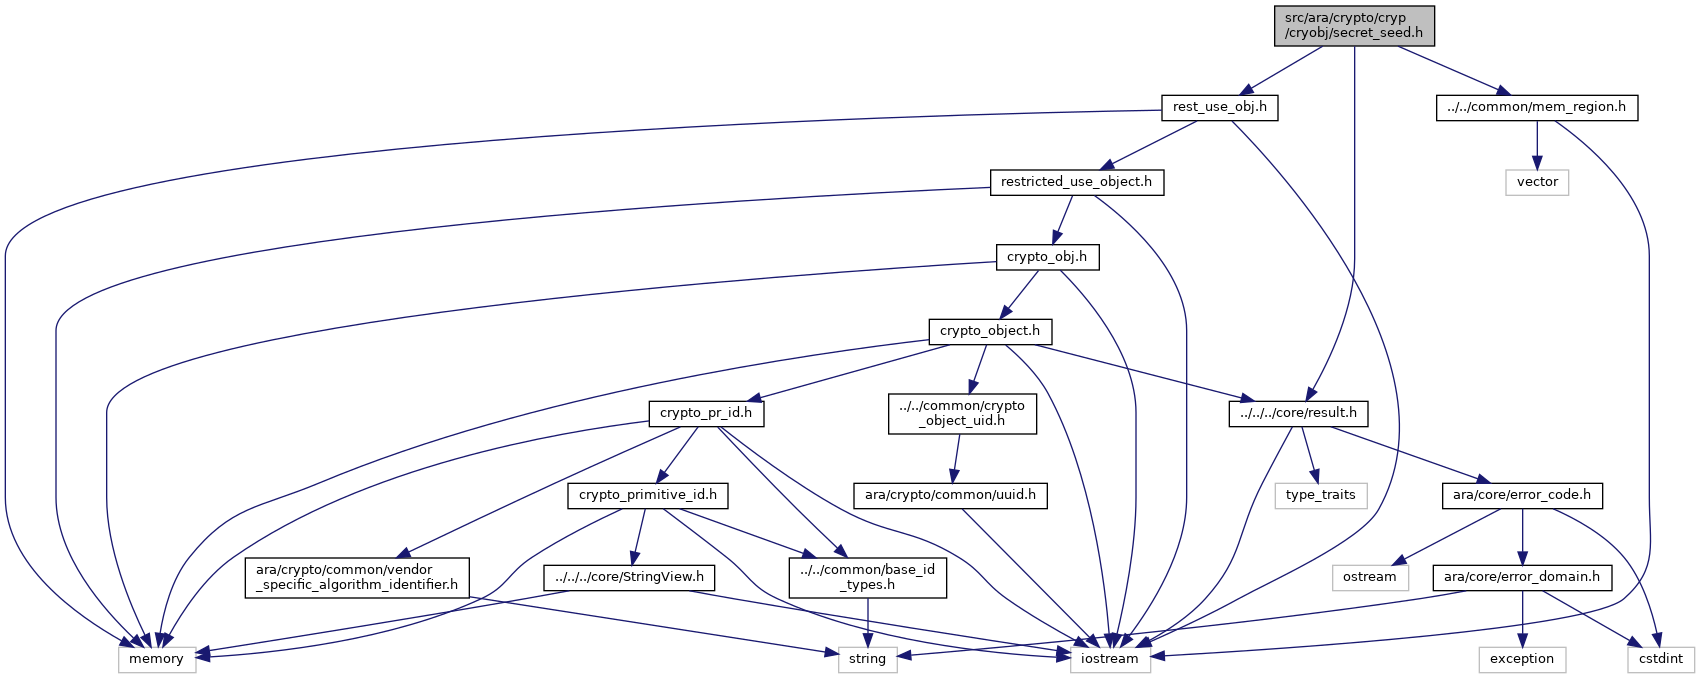 src/ara/crypto/cryp
/cryobj/secret_seed.h
rest_use_obj.h
../../common/mem_region.h
restricted_use_object.h
vector
crypto_obj.h
crypto_object.h
crypto_pr_id.h
../../common/crypto
_object_uid.h
../../../core/result.h
crypto_primitive_id.h
ara/crypto/common/uuid.h
type_traits
ara/core/error_code.h
ara/crypto/common/vendor
_specific_algorithm_identifier.h
../../../core/StringView.h
../../common/base_id
_types.h
ostream
ara/core/error_domain.h
memory
string
iostream
exception
cstdint